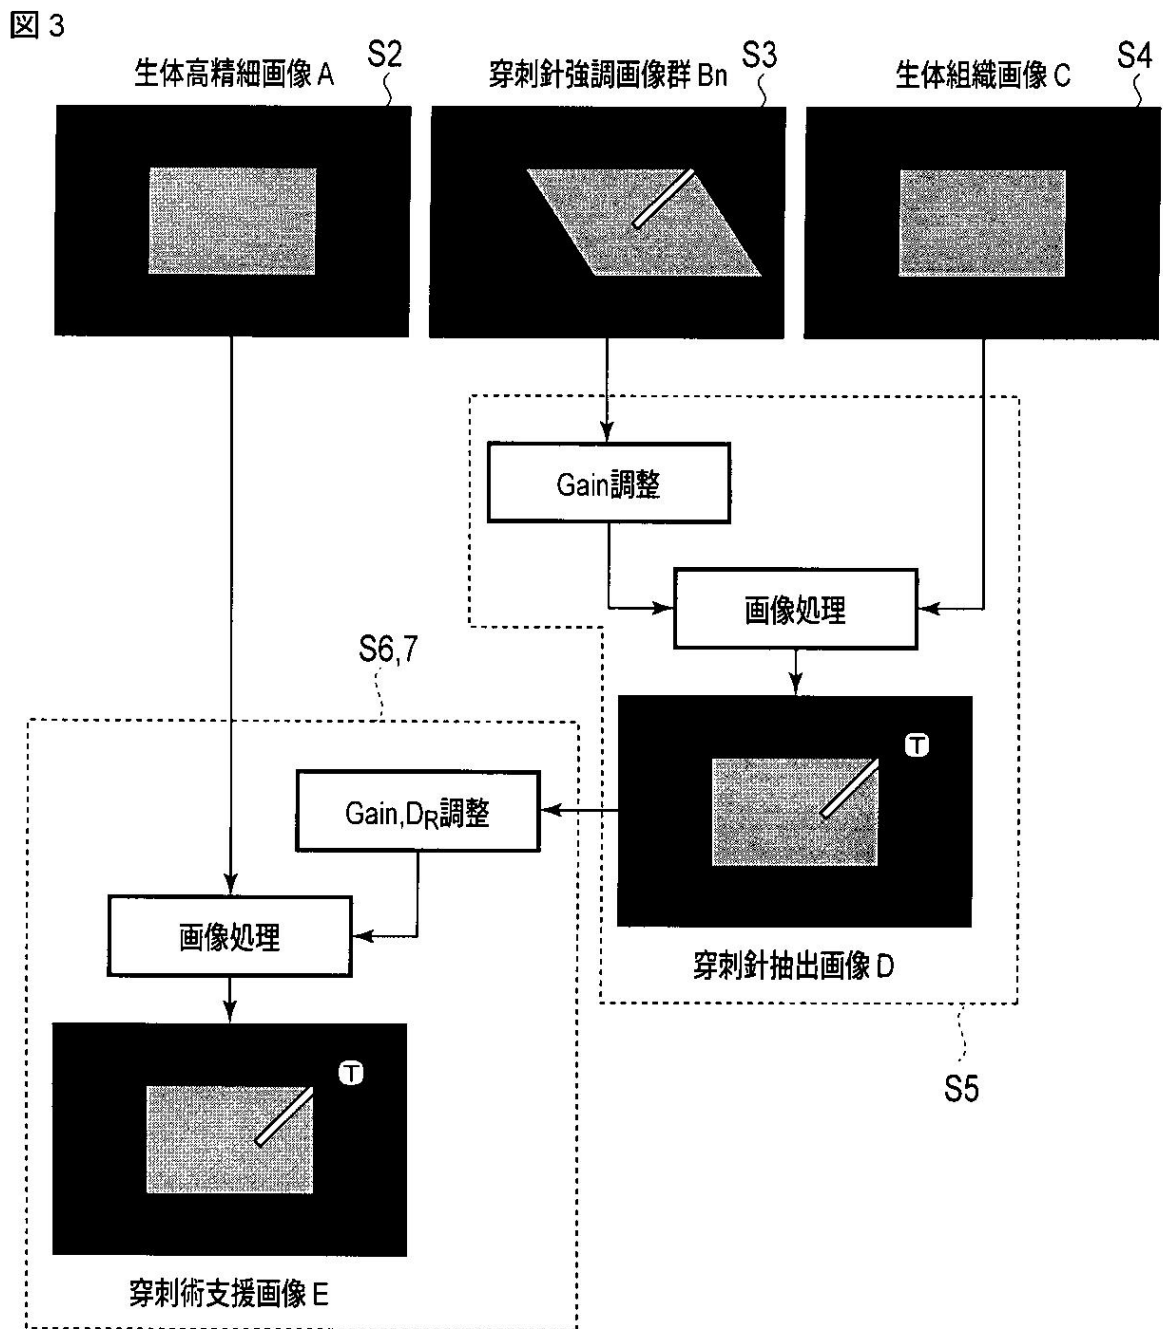 図 3
生体高精細画像 A
S2
穿刺針強調画像群 Bn
S3
生体組織画像 C
S4
Gain調整
画像処理
S6,7
T
Gain,DR調整
画像処理
穿刺針抽出画像 D
T
S5
穿刺術支援画像 E